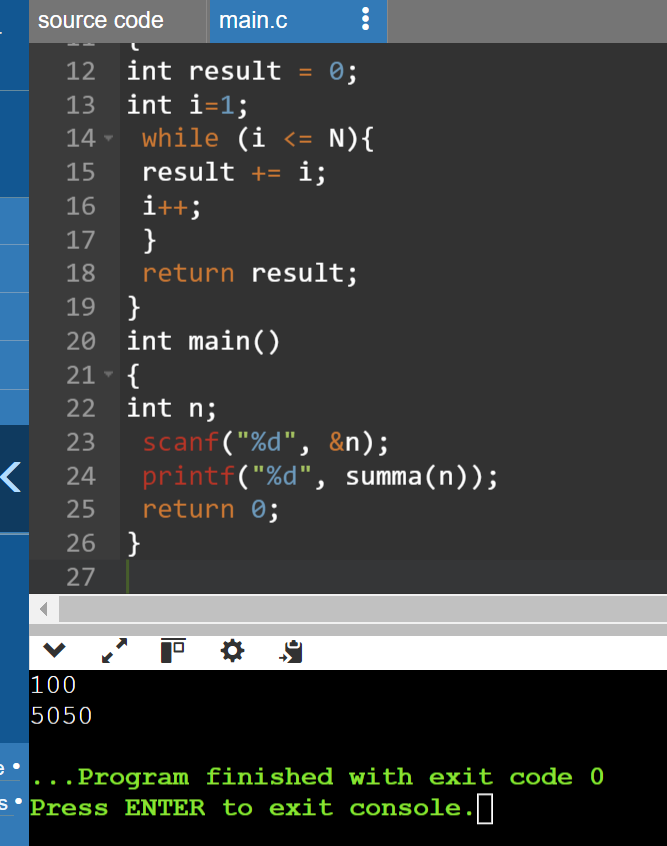 source code main.c
11 {
12 int result = 0;
13 int i=1;
14 while (i <= N){
15 result += i;
16 i++;
17 }
18 return result;
19 }
20 int main()
21 {
22 int n;
23 scanf("%d", &n);
24 printf("%d", summa(n));
25 return 0;
26 }
27
100
5050
...Program finished with exit code 0
Press ENTER to exit console.